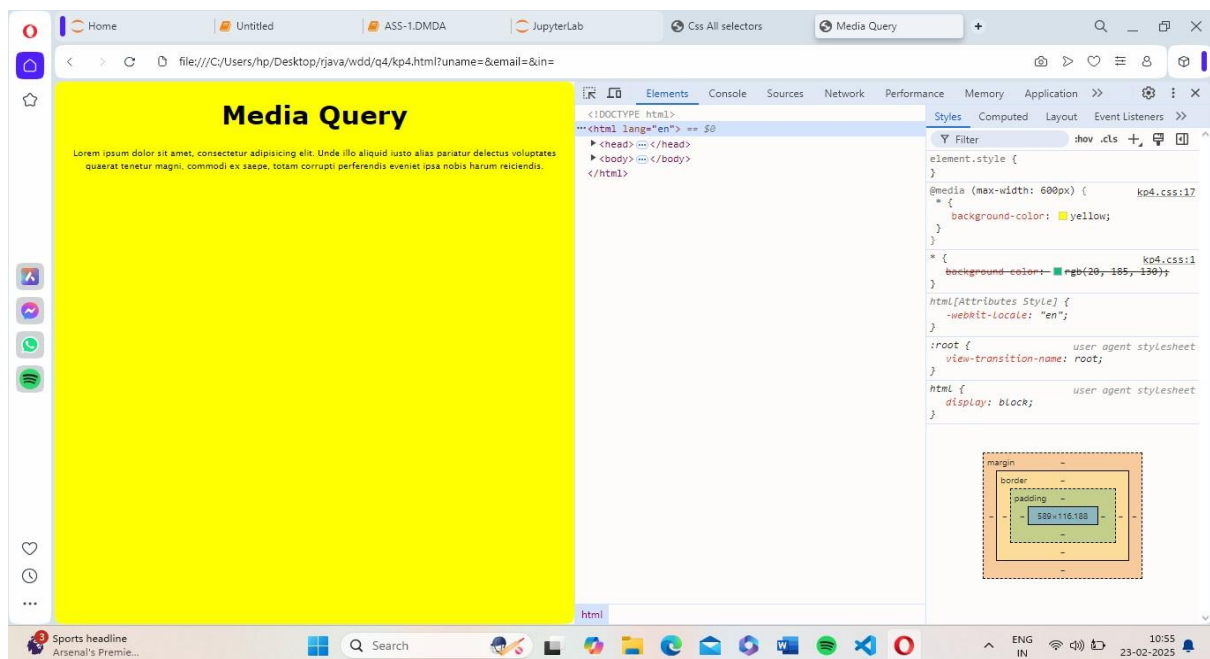 Home
Untitled
ASS-1.DMDA
JupyterLab
Css All selectors
Media Query
file:///C:/Users/hp/Desktop/rjava/wdd/q4/kp4.html?uname=&email=&in=
Media Query
Lorem ipsum dolor sit amet, consectetur adipisicing elit. Unde illo aliquid iusto alias pariatur delectus voluptates
quaerat tenetur magni, commodi ex saepe, totam corrupti perferendis eveniet ipsa nobis harum reiciendis.
Elements Console Sources Network Performance Memory Application >>
<!DOCTYPE html>
<html lang="en"> == $0
<head> ... </head>
<body> ... </body>
</html>
html
Styles Computed Layout Event Listeners >>
Filter :hov .cls
element.style {
}
@media (max-width: 600px) { kp4.css:17
* {
background-color: yellow;
}
}
* { kp4.css:1
background-color: rgb(20, 185, 130);
}
html[Attributes Style] {
-webkit-locale: "en";
}
:root { user agent stylesheet
view-transition-name: root;
}
html { user agent stylesheet
display: block;
}
margin -
border -
padding -
- - - 589×116.188 - - -
-
-
-
3
Sports headline
Arsenal's Premie...
Search
ENG
IN
10:55
23-02-2025